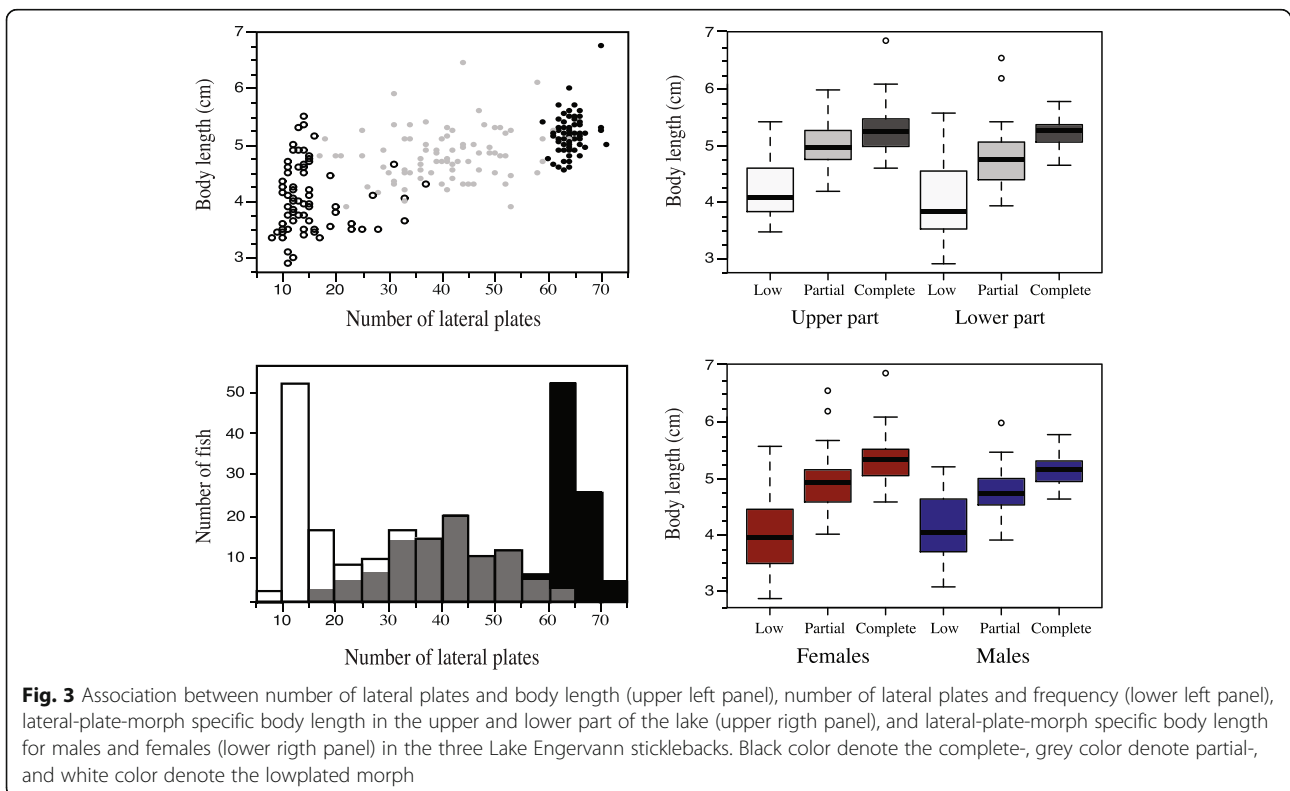 7
6
5
4
3
Body length (cm)
10 20 30 40 50 60 70
Number of lateral plates
7
6
5
4
3
Body length (cm)
Low Partial Complete Low Partial Complete
Upper part Lower part
50
40
30
20
10
Number of fish
10 20 30 40 50 60 70
Number of lateral plates
7
6
5
4
3
Body length (cm)
Low Partial Complete Low Partial Complete
Females Males
Fig. 3 Association between number of lateral plates and body length (upper left panel), number of lateral plates and frequency (lower left panel),
lateral-plate-morph specific body length in the upper and lower part of the lake (upper rigth panel), and lateral-plate-morph specific body length
for males and females (lower rigth panel) in the three Lake Engervann sticklebacks. Black color denote the complete-, grey color denote partial-,
and white color denote the lowplated morph